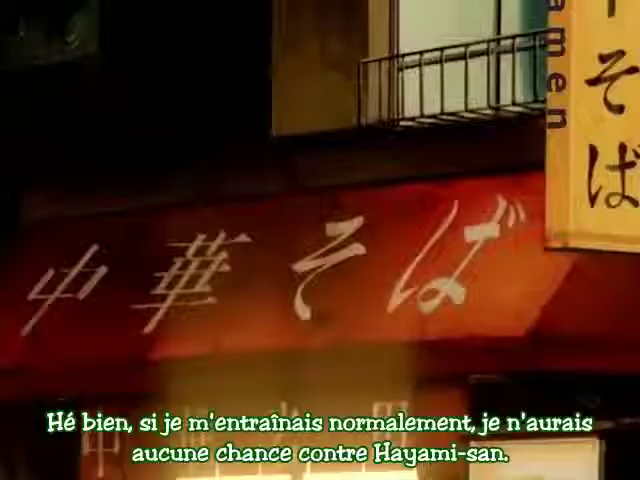 amen
そば
中華そば
Hé bien, si je m'entraînais normalement, je n'aurais
aucune chance contre Hayami-san.